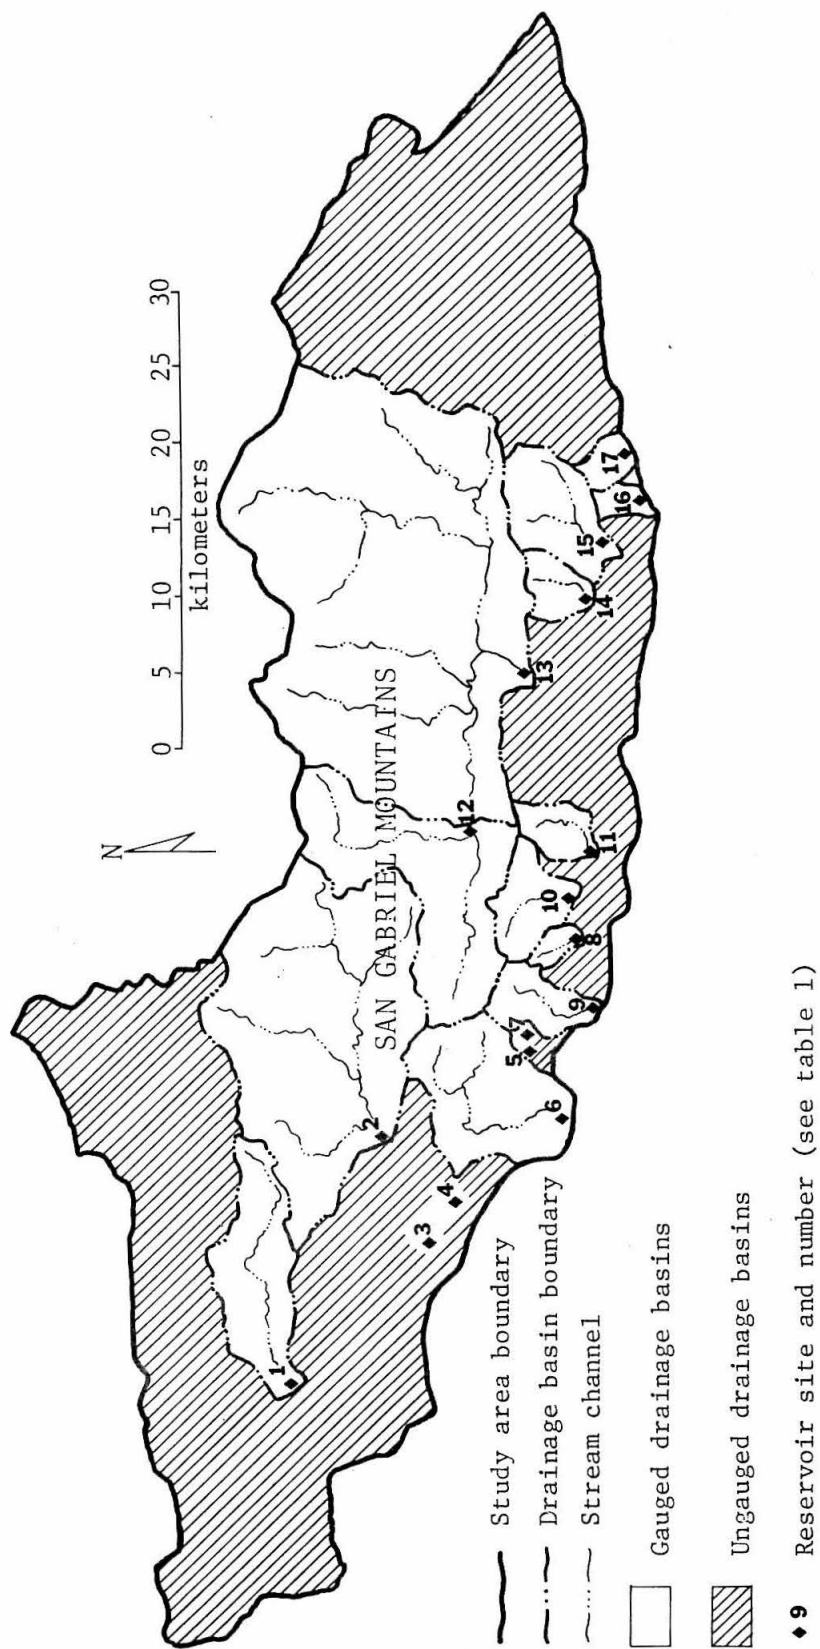 N
0 5 10 15 20 25 30
kilometers
SAN GABRIEL MOUNTAINS
1
2
3
4
5
6
7
8
9
10
11
12
13
14
15
16
17
Study area boundary
Drainage basin boundary
Stream channel
Gauged drainage basins
Ungauged drainage basins
9 Reservoir site and number (see table 1)